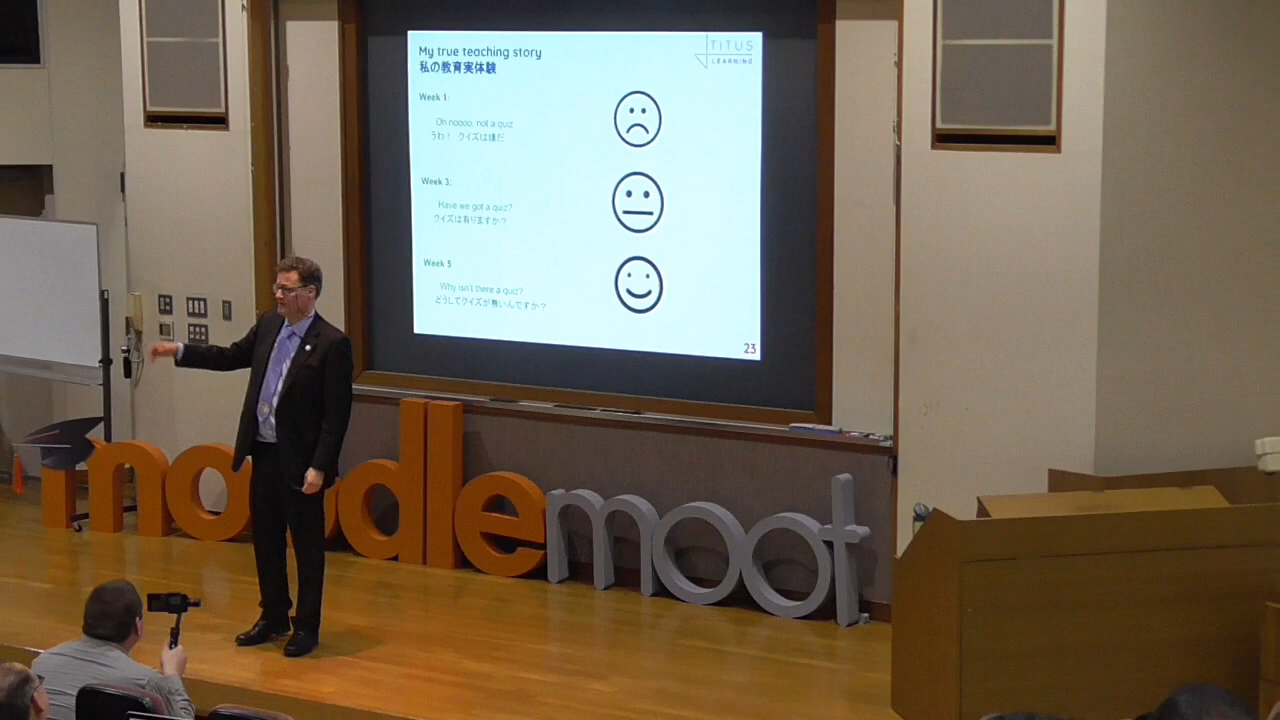 My true teaching story
私の教育実体験
TITUS
LEARNING
Week 1:
Oh noooo, not a quiz
うわ！ クイズは嫌だ
Week 3:
Have we got a quiz?
クイズは有りますか？
Week 5
Why isn't there a quiz?
どうしてクイズが無いんですか？
23
moodlemoot